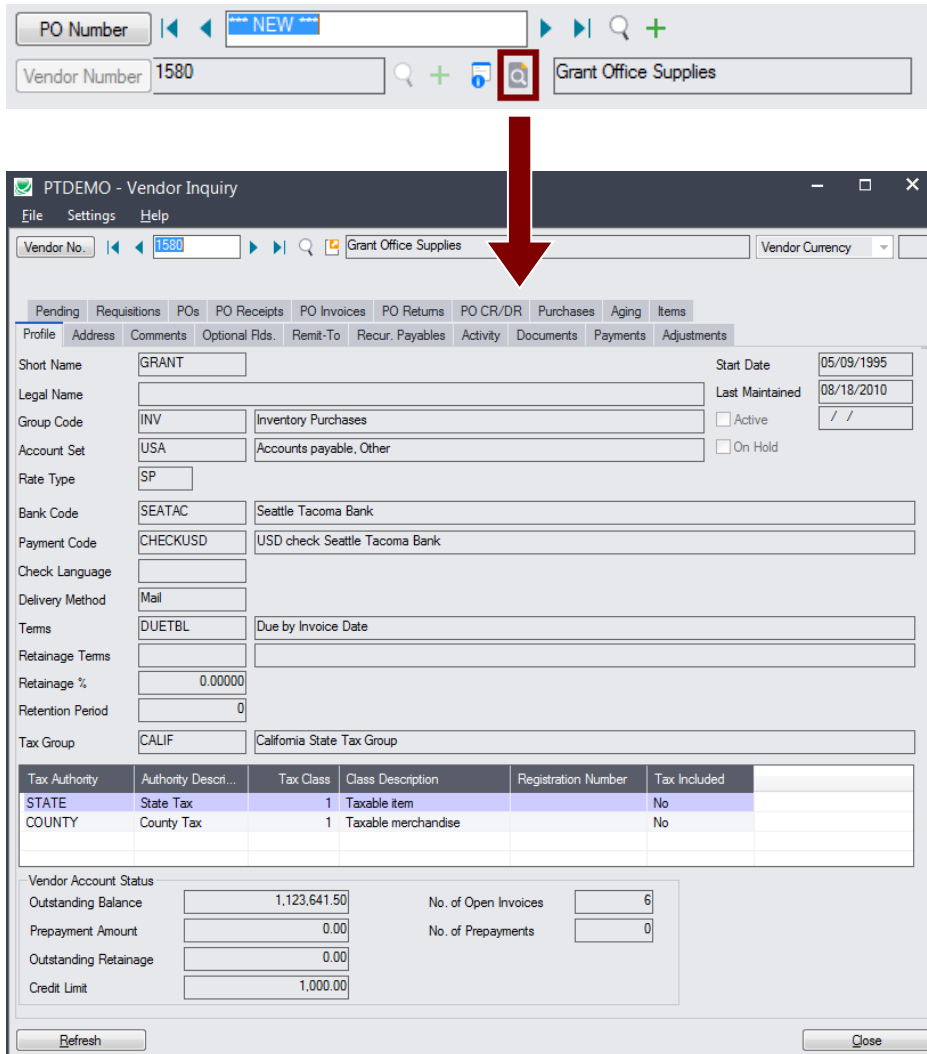 PO Number *** NEW ***
Vendor Number 1580 Grant Office Supplies
PTDEMO - Vendor Inquiry
File Settings Help
Vendor No. 1580 Grant Office Supplies Vendor Currency
Pending Requisitions POs PO Receipts PO Invoices PO Returns PO CR/DR Purchases Aging Items
Profile Address Comments Optional Flds. Remit-To Recur. Payables Activity Documents Payments Adjustments
Short Name GRANT Start Date 05/09/1995
Legal Name Last Maintained 08/18/2010
Group Code INV Inventory Purchases Active / /
Account Set USA Accounts payable, Other On Hold
Rate Type SP
Bank Code SEATAC Seattle Tacoma Bank
Payment Code CHECKUSD USD check Seattle Tacoma Bank
Check Language
Delivery Method Mail
Terms DUETBL Due by Invoice Date
Retainage Terms
Retainage % 0.00000
Retention Period 0
Tax Group CALIF California State Tax Group
Tax Authority Authority Descri... Tax Class Class Description Registration Number Tax Included
STATE State Tax 1 Taxable item No
COUNTY County Tax 1 Taxable merchandise No
Vendor Account Status
Outstanding Balance 1,123,641.50 No. of Open Invoices 6
Prepayment Amount 0.00 No. of Prepayments 0
Outstanding Retainage 0.00
Credit Limit 1,000.00
Refresh Close